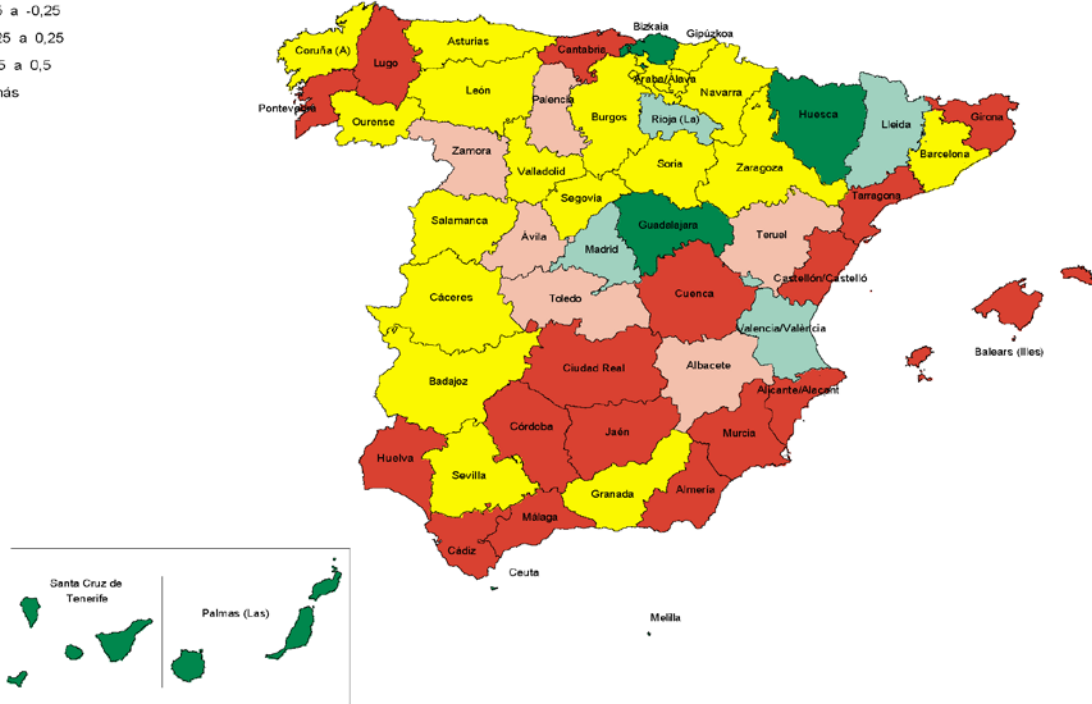 a -0,25
25 a 0,25
5 a 0,5
más
Bizkaia
Gipúzkoa
Asturias
Coruña (A)
Cantabria
Lugo
Araba/Álava
León
Navarra
Palencia
Pontevedra
Huesca
Girona
Burgos
Rioja (La)
Ourense
Lleida
Zamora
Barcelona
Soria
Zaragoza
Valladolid
Segovia
Tarragona
Salamanca
Guadalajara
Ávila
Teruel
Madrid
Castellón/Castelló
Cuenca
Cáceres
Toledo
Valencia/València
Balears (Illes)
Albacete
Ciudad Real
Badajoz
Alicante/Alacant
Córdoba
Jaén
Murcia
Huelva
Sevilla
Almería
Granada
Málaga
Cádiz
Ceuta
Santa Cruz de
Tenerife
Palmas (Las)
Melilla